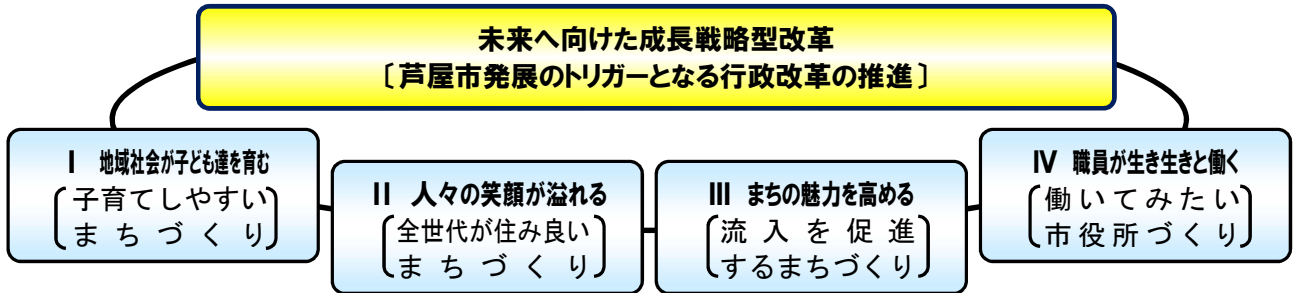 未来へ向けた成長戦略型改革
〔芦屋市発展のトリガーとなる行政改革の推進〕
Ⅰ 地域社会が子ども達を育む
子育てしやすい
まちづくり
Ⅱ 人々の笑顔が溢れる
全世代が住み良い
まちづくり
Ⅲ まちの魅力を高める
流入を促進
するまちづくり
Ⅳ 職員が生き生きと働く
働いてみたい
市役所づくり